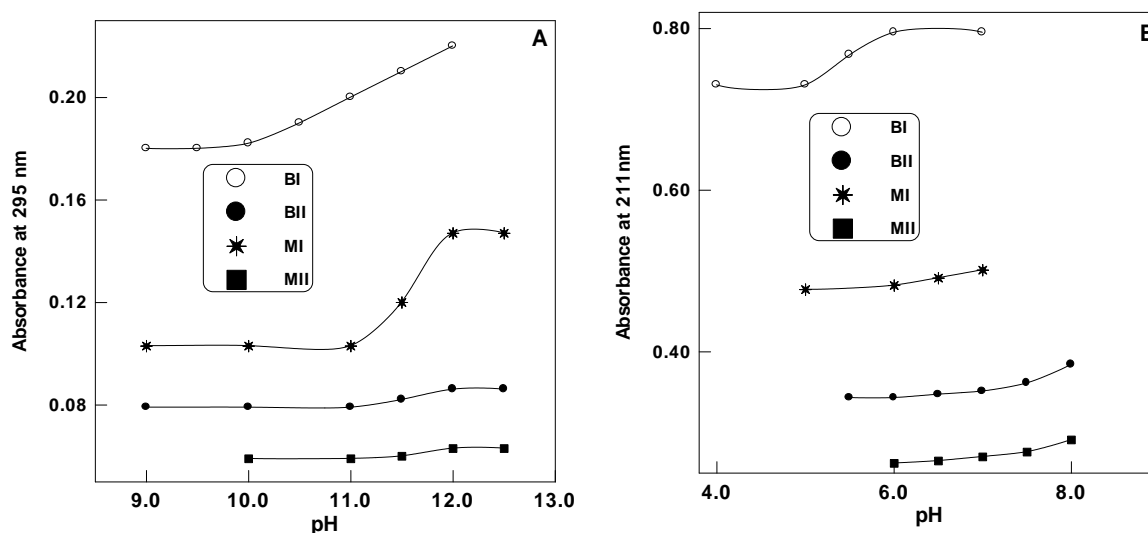 A
Absorbance at 295 nm
0.20
0.16
0.12
0.08
BI
BII
MI
MII
9.0 10.0 11.0 12.0 13.0
pH
B
Absorbance at 211nm
0.80
0.60
0.40
BI
BII
MI
MII
4.0 6.0 8.0
pH